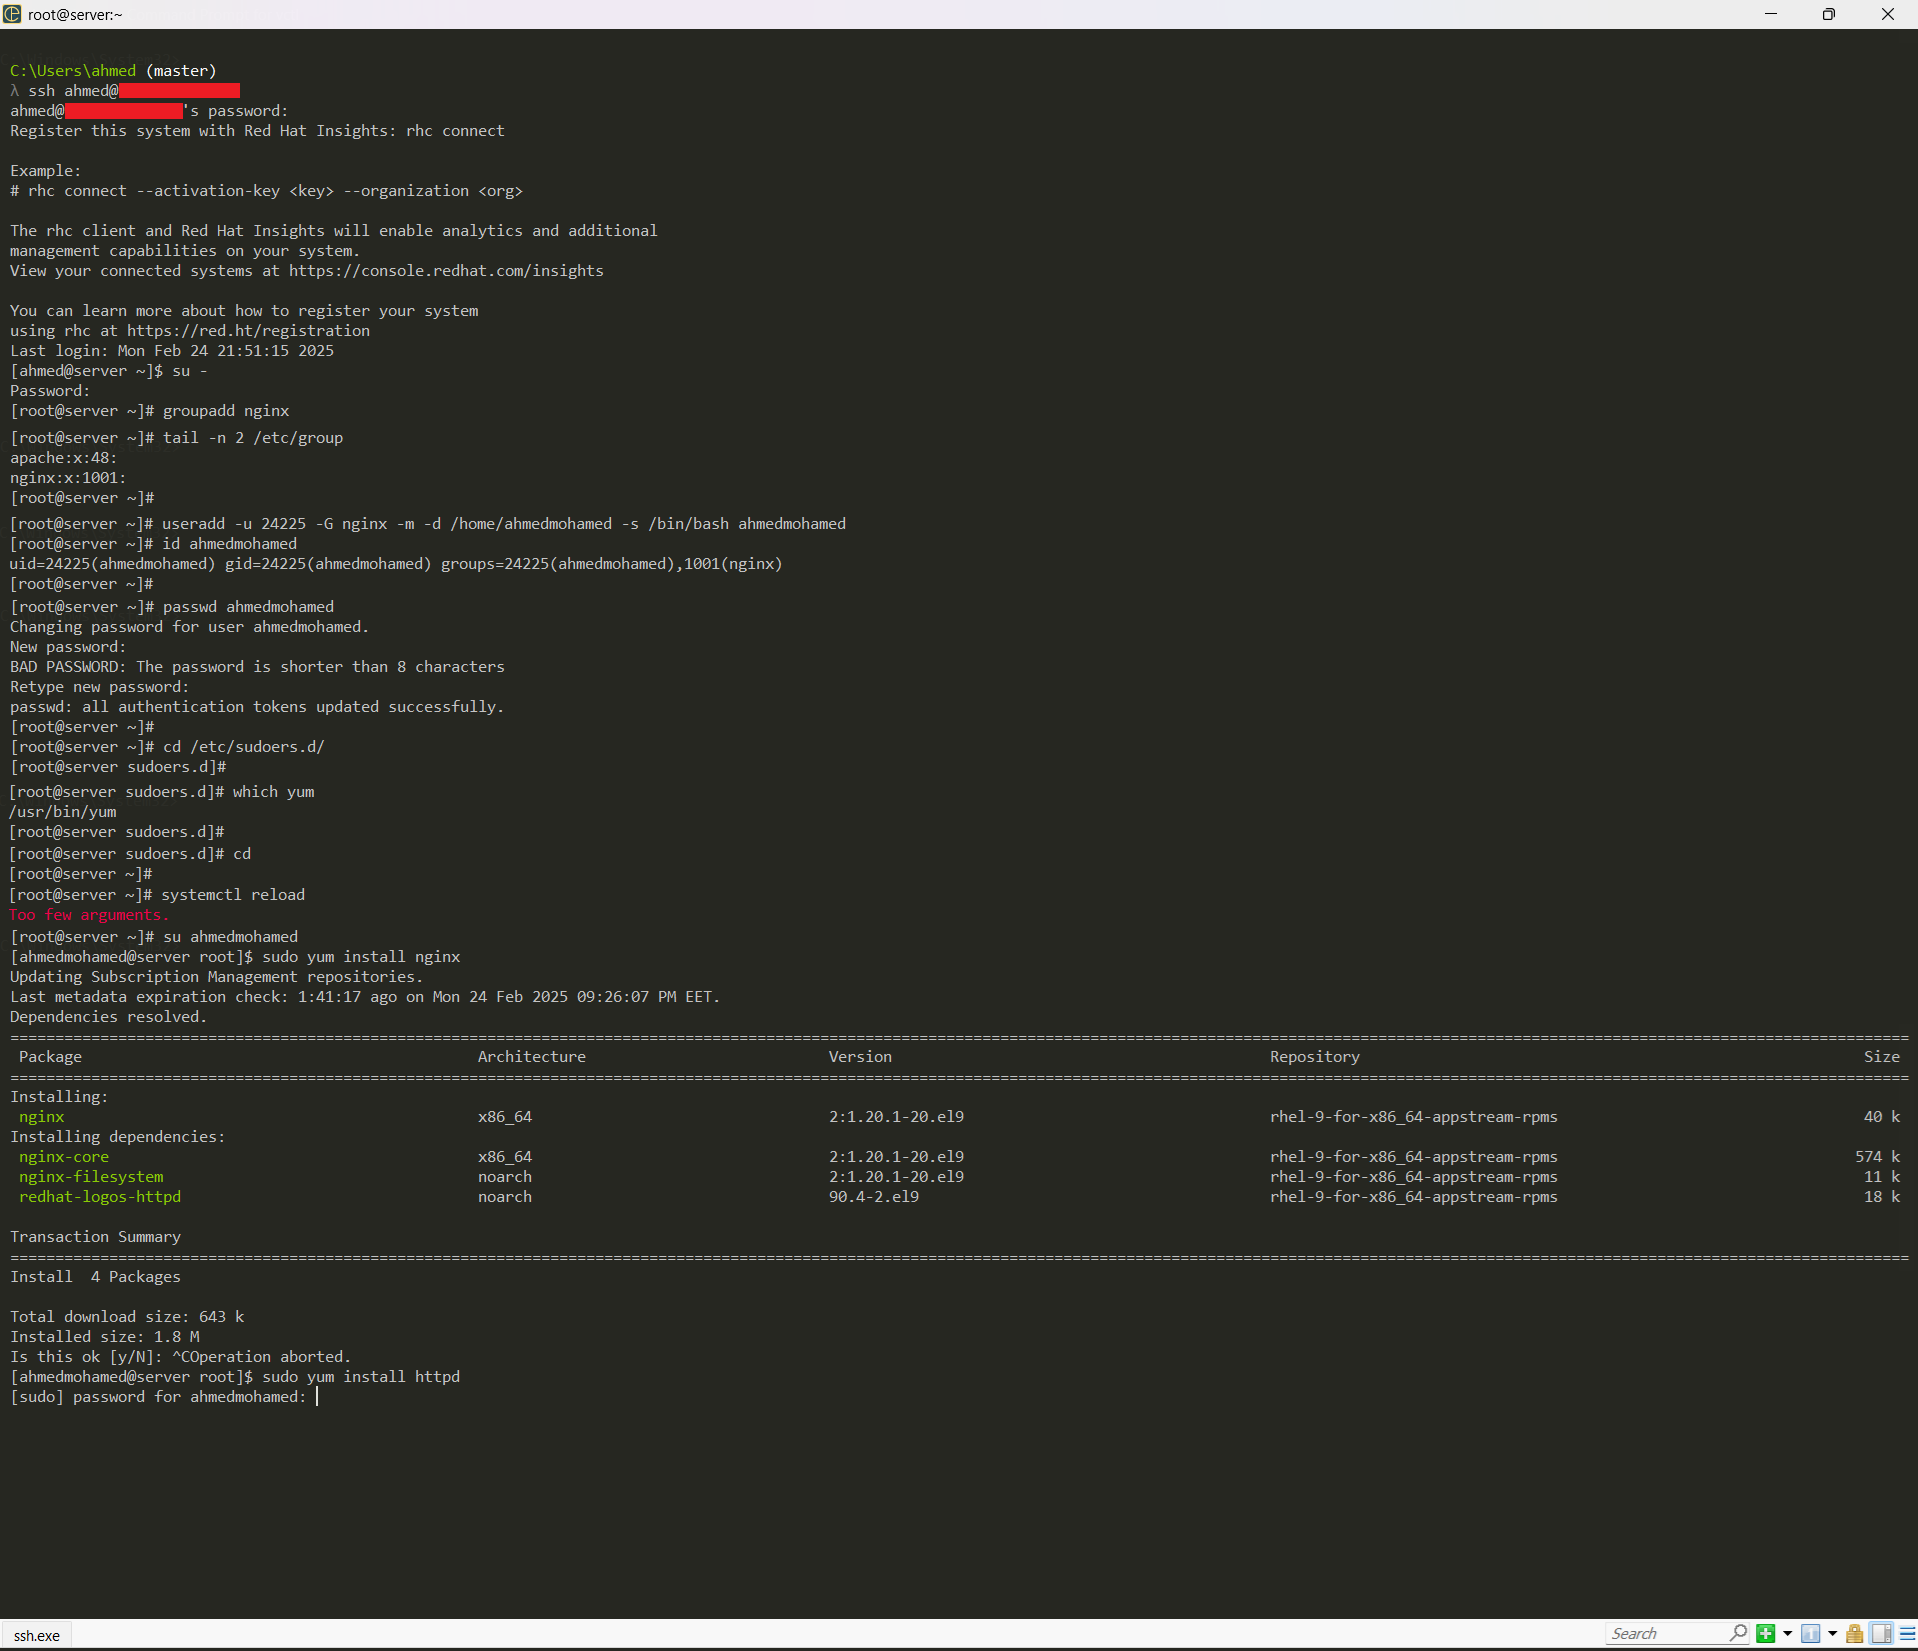 root@server:~
C:\Users\ahmed (master)
λ ssh ahmed@
ahmed@ 's password:
Register this system with Red Hat Insights: rhc connect
Example:
# rhc connect --activation-key <key> --organization <org>
The rhc client and Red Hat Insights will enable analytics and additional
management capabilities on your system.
View your connected systems at https://console.redhat.com/insights
You can learn more about how to register your system
using rhc at https://red.ht/registration
Last login: Mon Feb 24 21:51:15 2025
[ahmed@server ~]$ su -
Password:
[root@server ~]# groupadd nginx
[root@server ~]# tail -n 2 /etc/group
apache:x:48:
nginx:x:1001:
[root@server ~]#
[root@server ~]# useradd -u 24225 -G nginx -m -d /home/ahmedmohamed -s /bin/bash ahmedmohamed
[root@server ~]# id ahmedmohamed
uid=24225(ahmedmohamed) gid=24225(ahmedmohamed) groups=24225(ahmedmohamed),1001(nginx)
[root@server ~]#
[root@server ~]# passwd ahmedmohamed
Changing password for user ahmedmohamed.
New password:
BAD PASSWORD: The password is shorter than 8 characters
Retype new password:
passwd: all authentication tokens updated successfully.
[root@server ~]#
[root@server ~]# cd /etc/sudoers.d/
[root@server sudoers.d]#
[root@server sudoers.d]# which yum
/usr/bin/yum
[root@server sudoers.d]#
[root@server sudoers.d]# cd
[root@server ~]#
[root@server ~]# systemctl reload
Too few arguments.
[root@server ~]# su ahmedmohamed
[ahmedmohamed@server root]$ sudo yum install nginx
Updating Subscription Management repositories.
Last metadata expiration check: 1:41:17 ago on Mon 24 Feb 2025 09:26:07 PM EET.
Dependencies resolved.
Package Architecture Version Repository Size
Installing:
nginx x86_64 2:1.20.1-20.el9 rhel-9-for-x86_64-appstream-rpms 40 k
Installing dependencies:
nginx-core x86_64 2:1.20.1-20.el9 rhel-9-for-x86_64-appstream-rpms 574 k
nginx-filesystem noarch 2:1.20.1-20.el9 rhel-9-for-x86_64-appstream-rpms 11 k
redhat-logos-httpd noarch 90.4-2.el9 rhel-9-for-x86_64-appstream-rpms 18 k
Transaction Summary
Install  4 Packages
Total download size: 643 k
Installed size: 1.8 M
Is this ok [y/N]: ^COperation aborted.
[ahmedmohamed@server root]$ sudo yum install httpd
[sudo] password for ahmedmohamed:
ssh.exe
Search